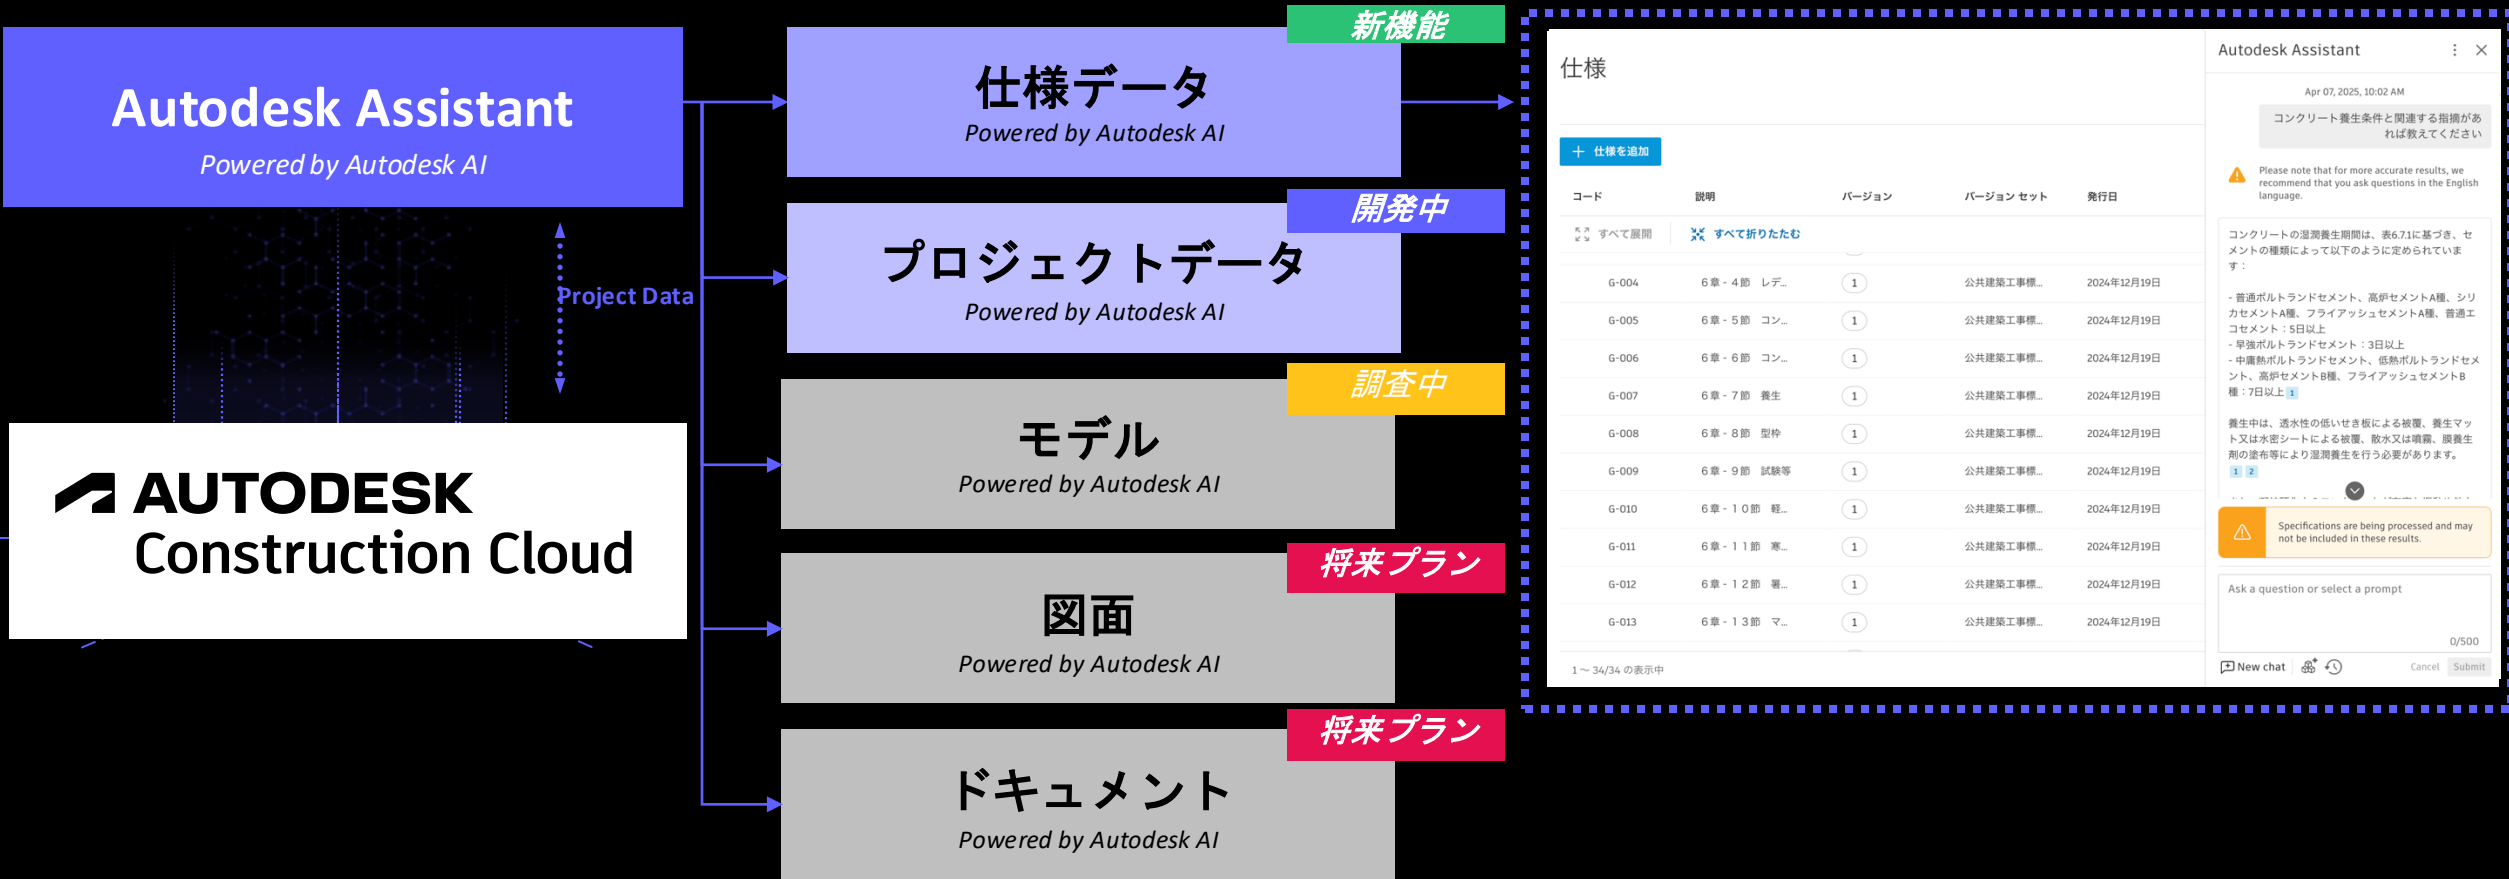 Autodesk Assistant
Powered by Autodesk AI
Project Data
AUTODESK
Construction Cloud
新機能
仕様データ
Powered by Autodesk AI
開発中
プロジェクトデータ
Powered by Autodesk AI
調査中
モデル
Powered by Autodesk AI
将来プラン
図面
Powered by Autodesk AI
将来プラン
ドキュメント
Powered by Autodesk AI
仕様
＋ 仕様を追加
コード 説明 バージョン バージョン セット 発行日
すべて展開 すべて折りたたむ
G-004 6章 - 4節 レデ... 1 公共建築工事標... 2024年12月19日
G-005 6章 - 5節 コン... 1 公共建築工事標... 2024年12月19日
G-006 6章 - 6節 コン... 1 公共建築工事標... 2024年12月19日
G-007 6章 - 7節 養生 1 公共建築工事標... 2024年12月19日
G-008 6章 - 8節 型枠 1 公共建築工事標... 2024年12月19日
G-009 6章 - 9節 試験等 1 公共建築工事標... 2024年12月19日
G-010 6章 - 10節 軽... 1 公共建築工事標... 2024年12月19日
G-011 6章 - 11節 寒... 1 公共建築工事標... 2024年12月19日
G-012 6章 - 12節 暑... 1 公共建築工事標... 2024年12月19日
G-013 6章 - 13節 マ... 1 公共建築工事標... 2024年12月19日
1 ～ 34/34 の表示中
Autodesk Assistant
Apr 07, 2025, 10:02 AM
コンクリート養生条件と関連する指摘があ
れば教えてください
Please note that for more accurate results, we
recommend that you ask questions in the English
language.
コンクリートの湿潤養生期間は、表6.7.1に基づき、セ
メントの種類によって以下のように定められていま
す：
- 普通ポルトランドセメント、高炉セメントA種、シリ
カセメントA種、フライアッシュセメントA種、普通エ
コセメント：5日以上
- 早強ポルトランドセメント：3日以上
- 中庸熱ポルトランドセメント、低熱ポルトランドセメ
ント、高炉セメントB種、フライアッシュセメントB
種：7日以上 1
養生中は、透水性の低いせき板による被覆、養生マッ
ト又は水密シートによる被覆、散水又は噴霧、膜養生
剤の塗布等により湿潤養生を行う必要があります。
1 2
Specifications are being processed and may
not be included in these results.
Ask a question or select a prompt
0/500
New chat Cancel Submit